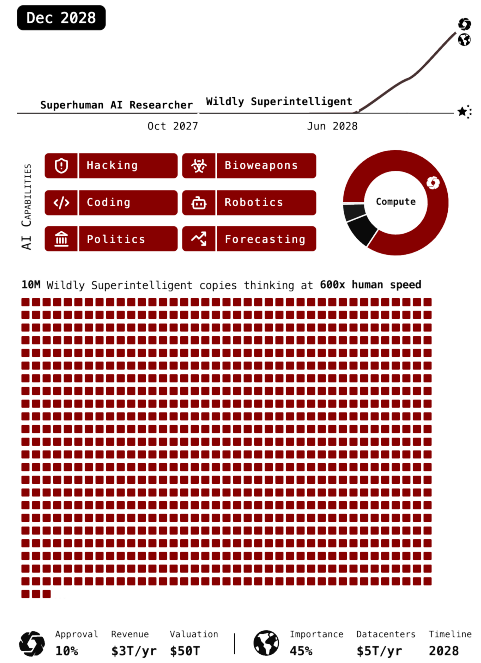 Dec 2028
Superhuman AI Researcher
Wildly Superintelligent
Oct 2027
Jun 2028
AI Capabilities
Hacking
Bioweapons
Coding
Robotics
Politics
Forecasting
Compute
10M Wildly Superintelligent copies thinking at 600x human speed
Approval Revenue Valuation Importance Datacenters Timeline
10% $3T/yr $50T 45% $5T/yr 2028